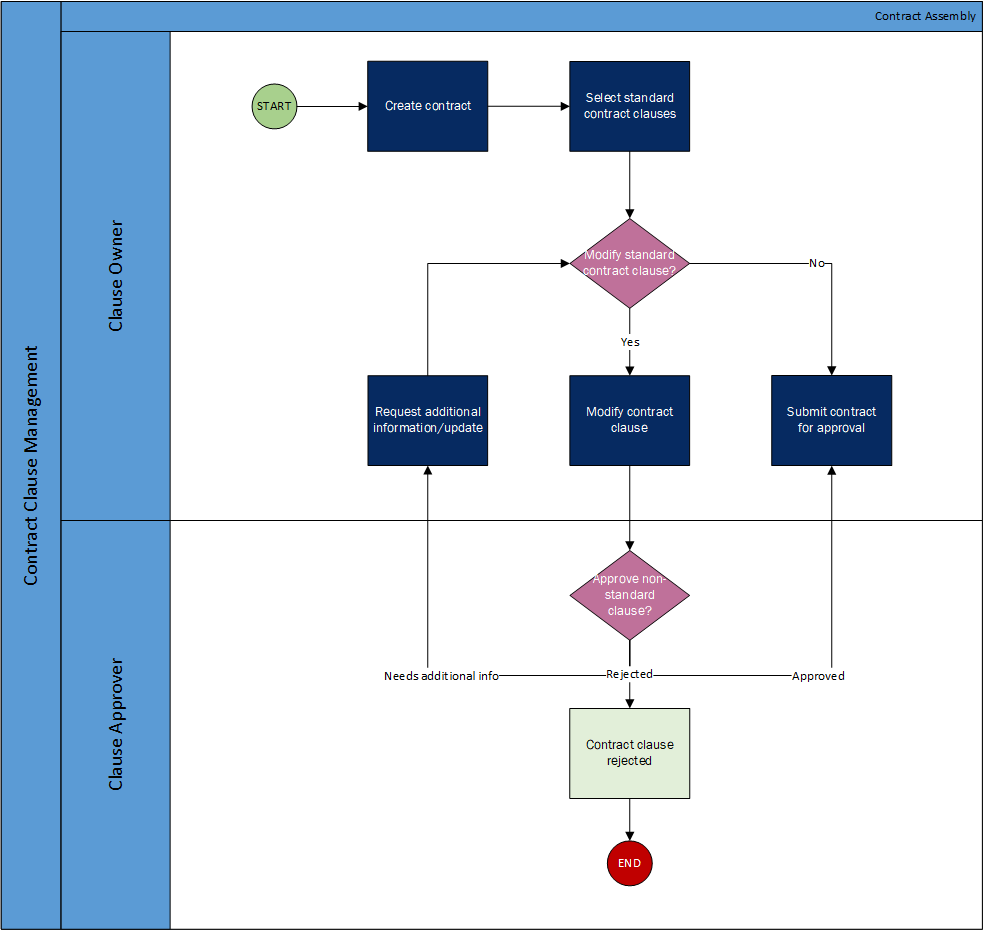 Contract Assembly
Contract Clause Management
Clause Owner
START
Create contract
Select standard
contract clauses
Modify standard
contract clause?
No
Yes
Request additional
information/update
Modify contract
clause
Submit contract
for approval
Clause Approver
Approve non-
standard
clause?
Needs additional info
Rejected
Approved
Contract clause
rejected
END